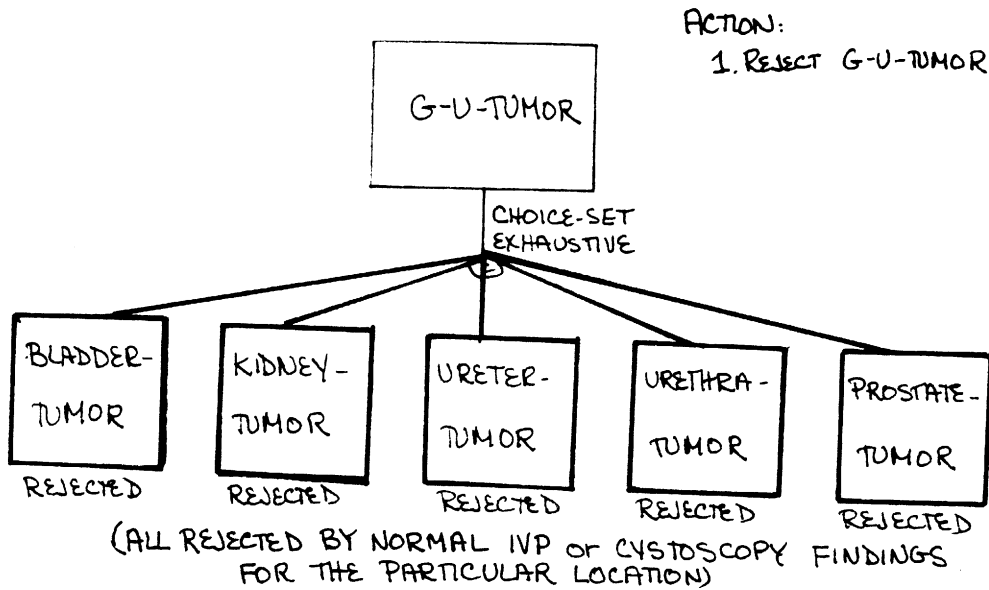 ACTION:
1. REJECT G-U-TUMOR
G-U-TUMOR
CHOICE-SET
EXHAUSTIVE
E
BLADDER-
TUMOR
REJECTED
KIDNEY-
TUMOR
REJECTED
URETER-
TUMOR
REJECTED
URETHRA-
TUMOR
REJECTED
PROSTATE-
TUMOR
REJECTED
(ALL REJECTED BY NORMAL IVP or CYSTOSCOPY FINDINGS
FOR THE PARTICULAR LOCATION)